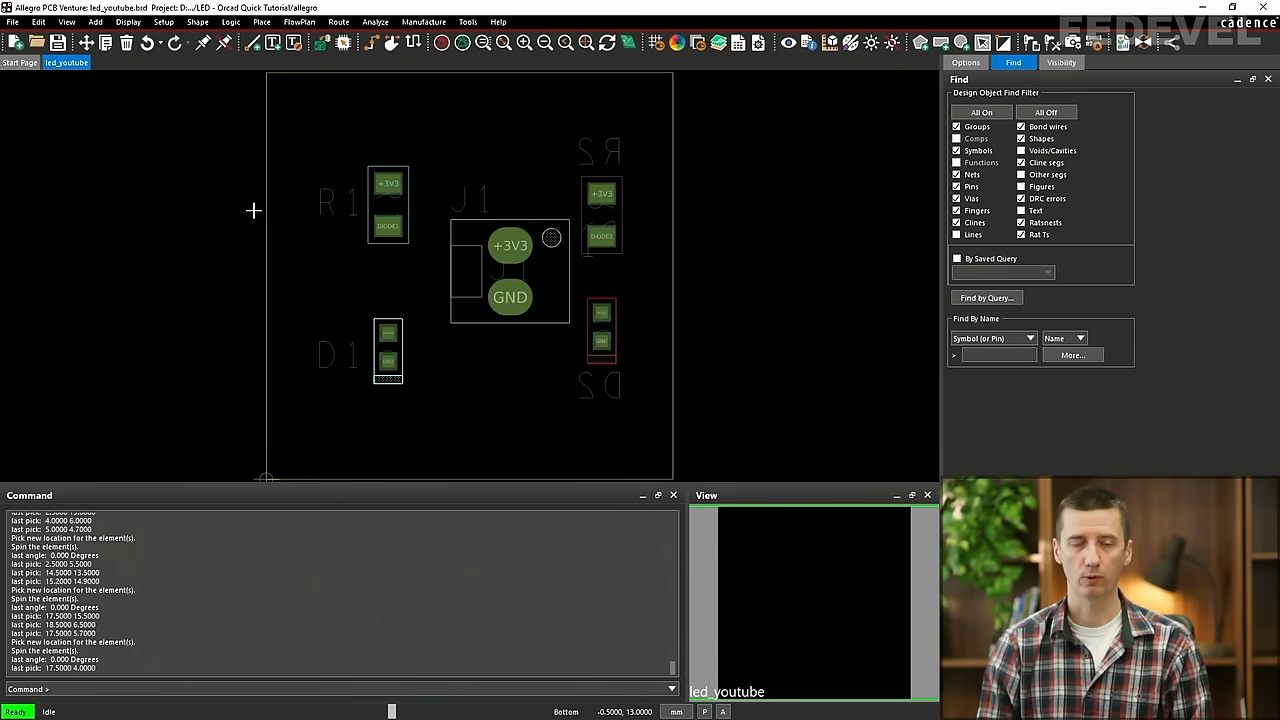 Allegro PCB Venture: led_youtube.brd Project: D:.../LED - Orcad Quick Tutorial/allegro
File Edit View Add Display Setup Shape Logic Place FlowPlan Route Analyze Manufacture Tools Help
FEDEVEL
cādence
Start Page led_youtube
Options Find Visibility
Find
Design Object Find Filter
All On All Off
Groups Bond wires
Comps Shapes
Symbols Voids/Cavities
Functions Cline segs
Nets Other segs
Pins Figures
Vias DRC errors
Fingers Text
Clines Ratsnests
Lines Rat Ts
By Saved Query
Find by Query...
Find By Name
Symbol (or Pin) Name
> More...
R2
R1 +3V3 J1 +3V3
DIODE1 DIODE2
+3V3
GND
D1 GND
D2
Command
last pick: 4.0000 6.0000
last pick: 5.0000 4.7000
Pick new location for the element(s).
Spin the element(s).
last angle: 0.000 Degrees
last pick: 2.5000 5.5000
last pick: 14.5000 13.5000
last pick: 15.2000 14.9000
Pick new location for the element(s).
Spin the element(s).
last angle: 0.000 Degrees
last pick: 17.5000 15.5000
last pick: 18.5000 6.5000
last pick: 17.5000 5.7000
Pick new location for the element(s).
Spin the element(s).
last angle: 0.000 Degrees
last pick: 17.5000 4.0000
Command >
View
led_youtube
Ready Idle Bottom -0.5000, 13.0000 mm P A